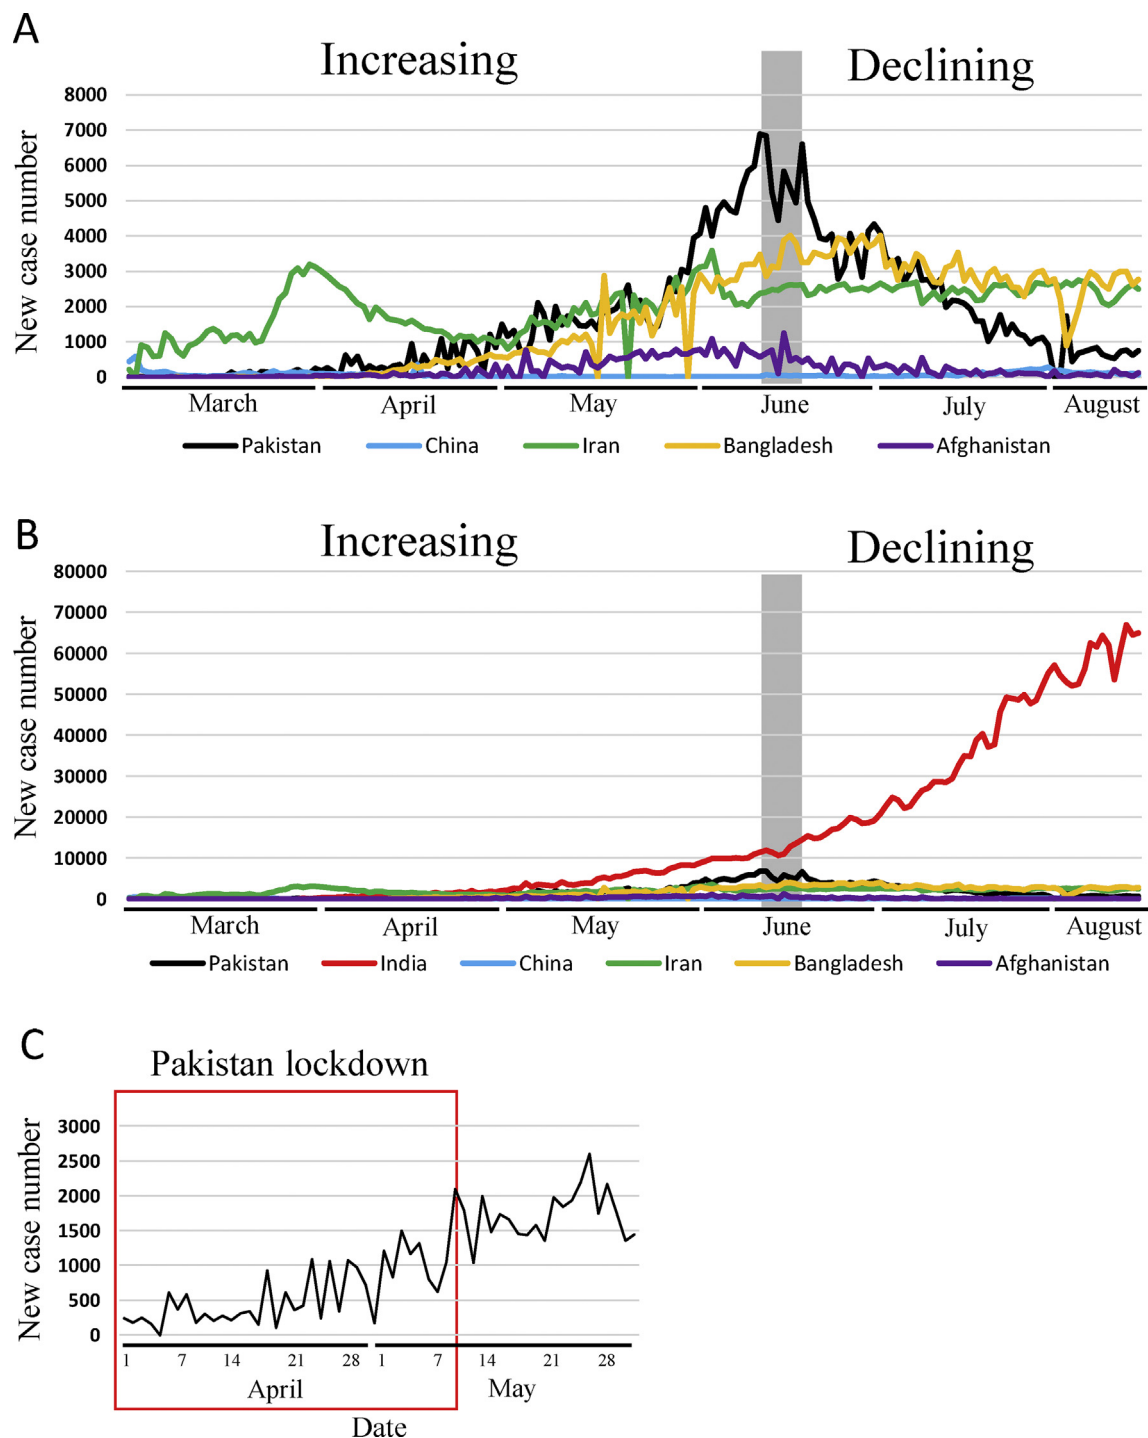 A
Increasing
Declining
New case number
8000
7000
6000
5000
4000
3000
2000
1000
0
March April May June July August
Pakistan China Iran Bangladesh Afghanistan
B
Increasing
Declining
New case number
80000
70000
60000
50000
40000
30000
20000
10000
0
March April May June July August
Pakistan India China Iran Bangladesh Afghanistan
C
Pakistan lockdown
New case number
3000
2500
2000
1500
1000
500
0
1 7 14 21 28 1 7 14 21 28
April May
Date